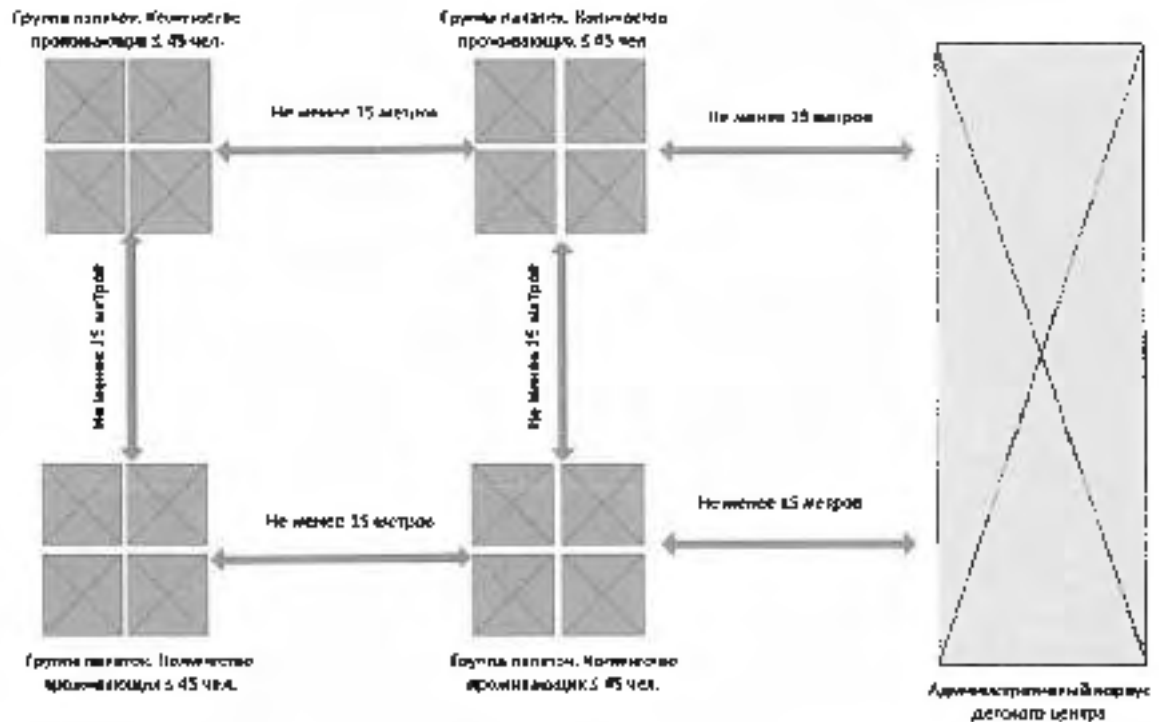 Группа палаток. Количество
проживающих ≤ 45 чел.
Группа палаток. Количество
проживающих ≤ 45 чел
Не менее 15 метров
Не менее 15 метров
Не менее 15 метров
Не менее 15 метров
Не менее 15 метров
Не менее 15 метров
Группа палаток. Количество
проживающих ≤ 45 чел.
Группа палаток. Количество
проживающих ≤ 45 чел.
Административный корпус
детского центра